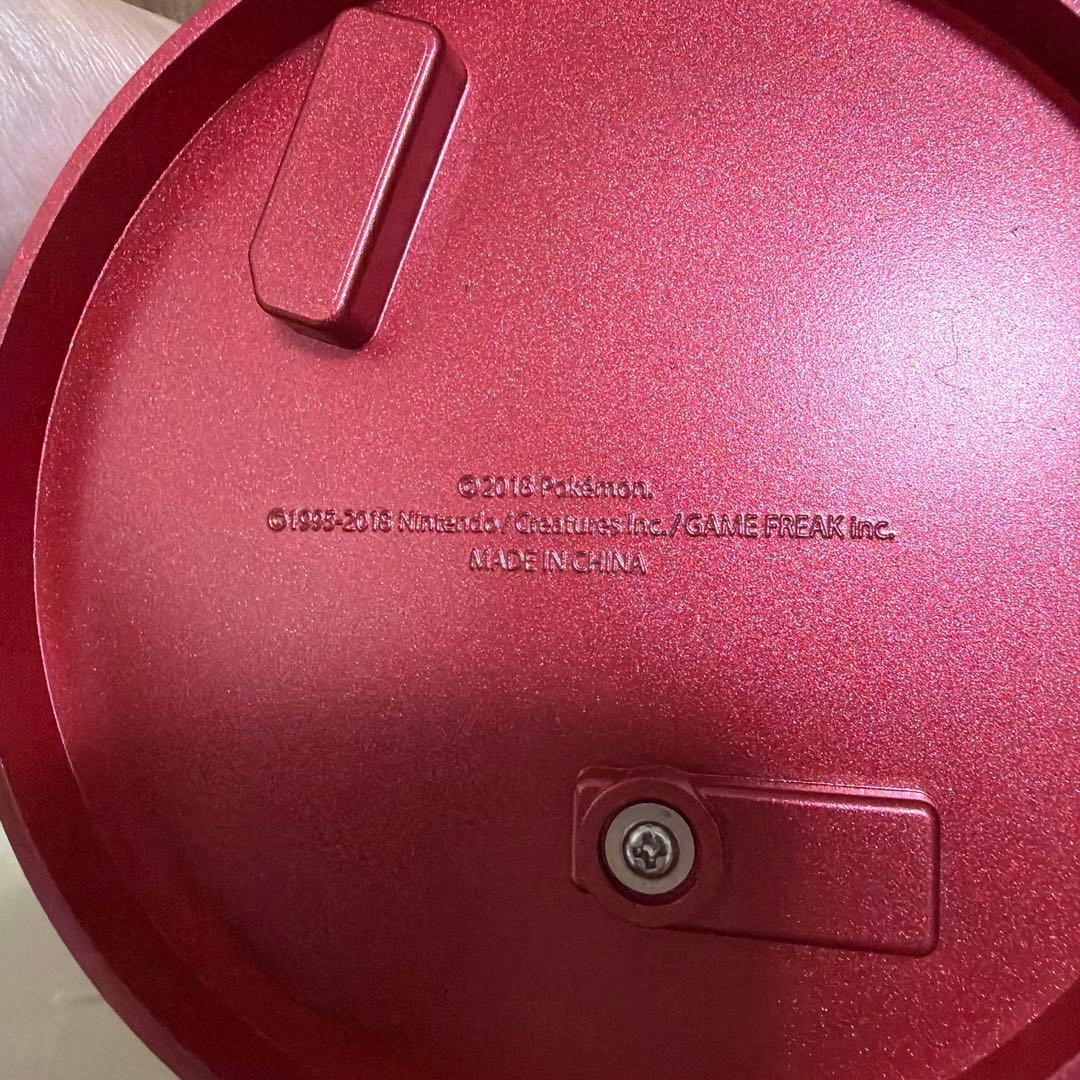 ©2018 Pokémon.
©1995-2018 Nintendo/Creatures Inc./GAME FREAK inc.
MADE IN CHINA